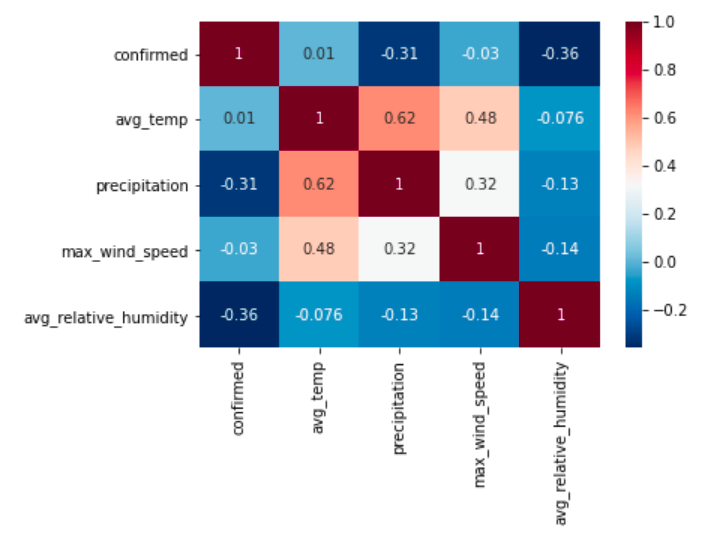 confirmed 1 0.01 -0.31 -0.03 -0.36
avg_temp 0.01 1 0.62 0.48 -0.076
precipitation -0.31 0.62 1 0.32 -0.13
max_wind_speed -0.03 0.48 0.32 1 -0.14
avg_relative_humidity -0.36 -0.076 -0.13 -0.14 1
confirmed
avg_temp
precipitation
max_wind_speed
avg_relative_humidity
1.0
0.8
0.6
0.4
0.2
0.0
-0.2